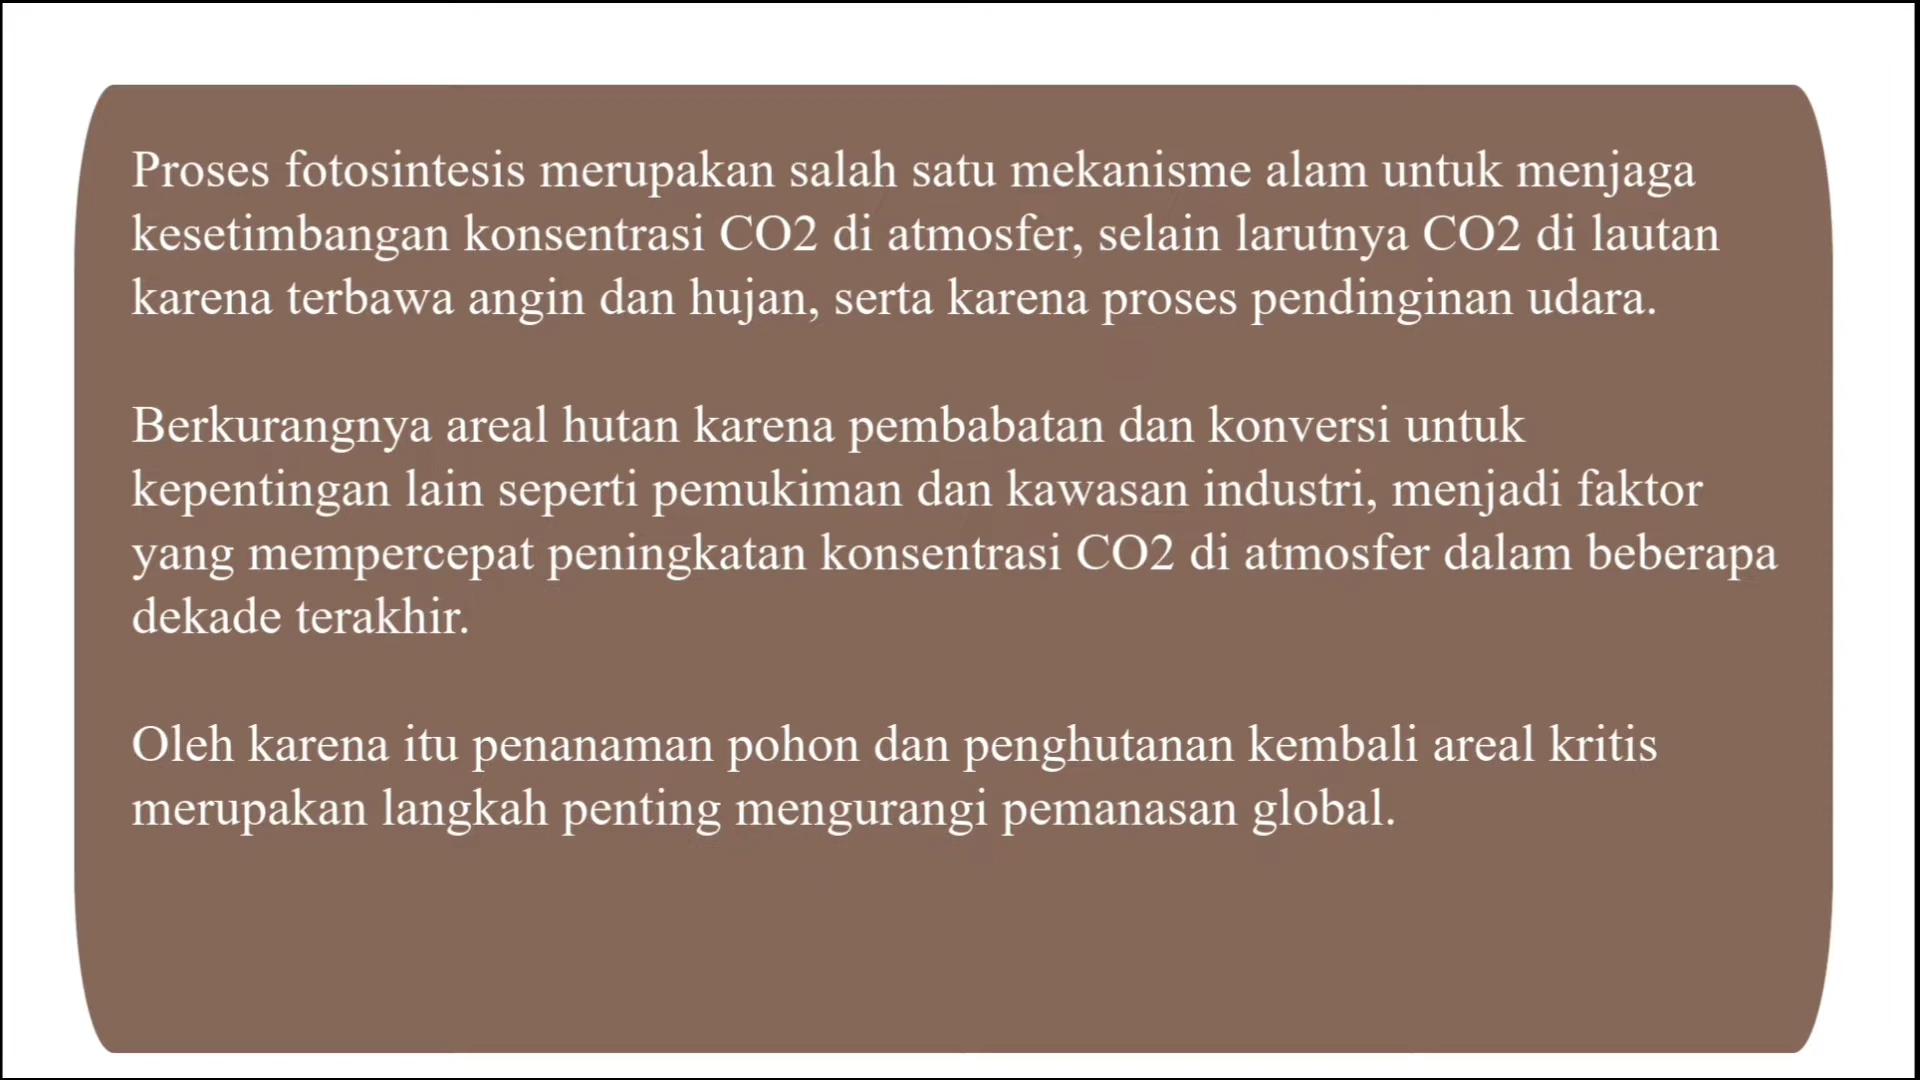 Proses fotosintesis merupakan salah satu mekanisme alam untuk menjaga
kesetimbangan konsentrasi CO2 di atmosfer, selain larutnya CO2 di lautan
karena terbawa angin dan hujan, serta karena proses pendinginan udara.
Berkurangnya areal hutan karena pembabatan dan konversi untuk
kepentingan lain seperti pemukiman dan kawasan industri, menjadi faktor
yang mempercepat peningkatan konsentrasi CO2 di atmosfer dalam beberapa
dekade terakhir.
Oleh karena itu penanaman pohon dan penghutanan kembali areal kritis
merupakan langkah penting mengurangi pemanasan global.